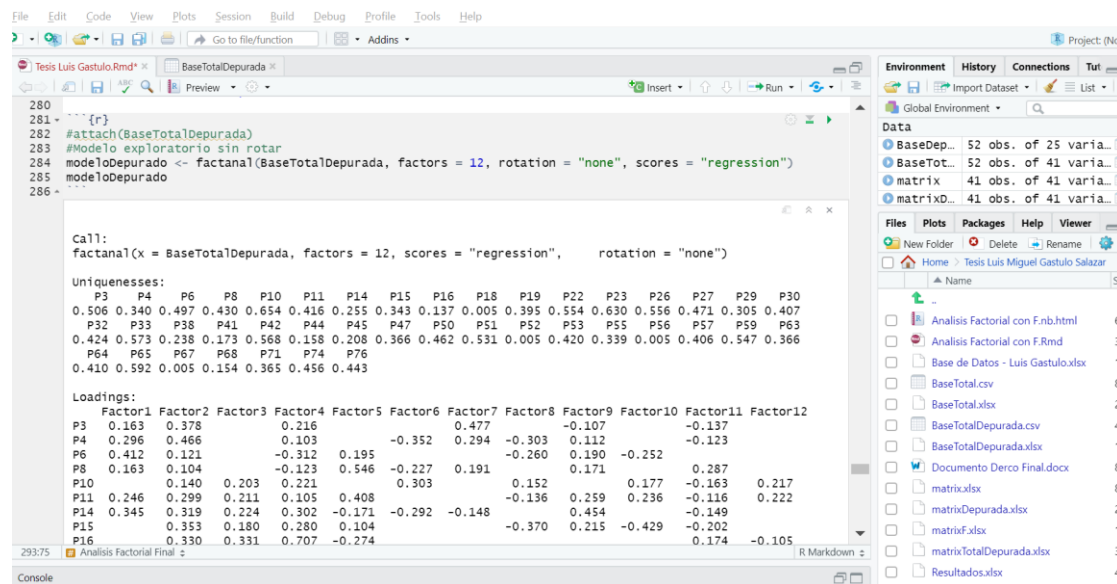 File Edit Code View Plots Session Build Debug Profile Tools Help
Go to file/function Addins Project: (No
Tesis Luis Gastulo.Rmd* BaseTotalDepurada
ABC Preview Insert Run
280
281 ```{r}
282 #attach(BaseTotalDepurada)
283 #Modelo exploratorio sin rotar
284 modeloDepurado <- factanal(BaseTotalDepurada, factors = 12, rotation = "none", scores = "regression")
285 modeloDepurado
286 ```
Call:
factanal(x = BaseTotalDepurada, factors = 12, scores = "regression", rotation = "none")
Uniquenesses:
P3 P4 P6 P8 P10 P11 P14 P15 P16 P18 P19 P22 P23 P26 P27 P29 P30
0.506 0.340 0.497 0.430 0.654 0.416 0.255 0.343 0.137 0.005 0.395 0.554 0.630 0.556 0.471 0.305 0.407
P32 P33 P38 P41 P42 P44 P45 P47 P50 P51 P52 P53 P55 P56 P57 P59 P63
0.424 0.573 0.238 0.173 0.568 0.158 0.208 0.366 0.462 0.531 0.005 0.420 0.339 0.005 0.406 0.547 0.366
P64 P65 P67 P68 P71 P74 P76
0.410 0.592 0.005 0.154 0.365 0.456 0.443
Loadings:
Factor1 Factor2 Factor3 Factor4 Factor5 Factor6 Factor7 Factor8 Factor9 Factor10 Factor11 Factor12
P3 0.163 0.378 0.216 0.477 -0.107 -0.137
P4 0.296 0.466 0.103 -0.352 0.294 -0.303 0.112 -0.123
P6 0.412 0.121 -0.312 0.195 -0.260 0.190 -0.252
P8 0.163 0.104 -0.123 0.546 -0.227 0.191 0.171 0.287
P10 0.140 0.203 0.221 0.303 0.152 0.177 -0.163 0.217
P11 0.246 0.299 0.211 0.105 0.408 -0.136 0.259 0.236 -0.116 0.222
P14 0.345 0.319 0.224 0.302 -0.171 -0.292 -0.148 0.454 -0.149
P15 0.353 0.180 0.280 0.104 -0.370 0.215 -0.429 -0.202
P16 0.330 0.331 0.707 -0.274 0.174 -0.105
293:75 # Analisis Factorial Final R Markdown
Console
Environment History Connections Tut
Import Dataset List
Global Environment
Data
BaseDep… 52 obs. of 25 varia…
BaseTot… 52 obs. of 41 varia…
matrix 41 obs. of 41 varia…
matrixD… 41 obs. of 41 varia…
Files Plots Packages Help Viewer
New Folder Delete Rename
Home Tesis Luis Miguel Gastulo Salazar
Name S
..
Analisis Factorial con F.nb.html
Analisis Factorial con F.Rmd
Base de Datos - Luis Gastulo.xlsx
BaseTotal.csv
BaseTotal.xlsx
BaseTotalDepurada.csv
BaseTotalDepurada.xlsx
Documento Derco Final.docx
matrix.xlsx
matrixDepurada.xlsx
matrixF.xlsx
matrixTotalDepurada.xlsx
Resultados.xlsx